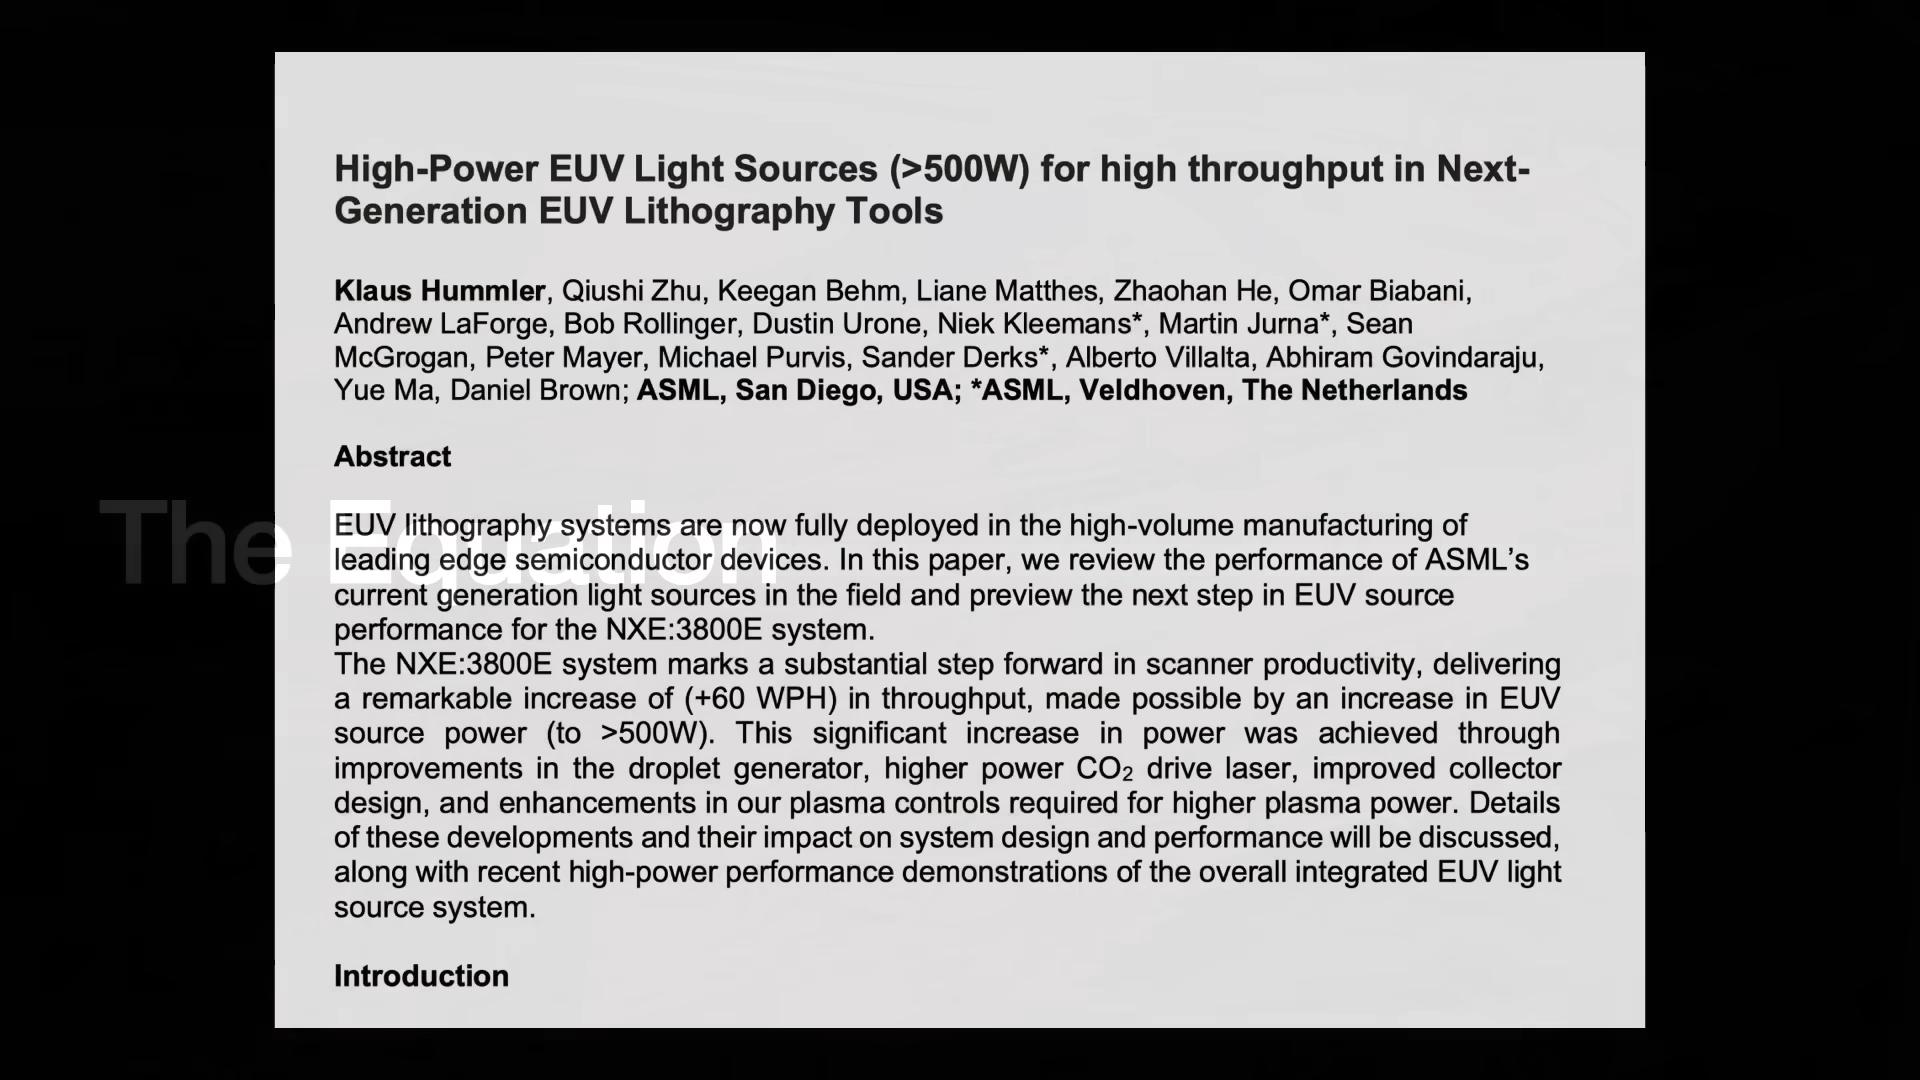 High-Power EUV Light Sources (>500W) for high throughput in Next-
Generation EUV Lithography Tools
Klaus Hummler, Qiushi Zhu, Keegan Behm, Liane Matthes, Zhaohan He, Omar Biabani,
Andrew LaForge, Bob Rollinger, Dustin Urone, Niek Kleemans*, Martin Jurna*, Sean
McGrogan, Peter Mayer, Michael Purvis, Sander Derks*, Alberto Villalta, Abhiram Govindaraju,
Yue Ma, Daniel Brown; ASML, San Diego, USA; *ASML, Veldhoven, The Netherlands
Abstract
The Equation
EUV lithography systems are now fully deployed in the high-volume manufacturing of
leading edge semiconductor devices. In this paper, we review the performance of ASML’s
current generation light sources in the field and preview the next step in EUV source
performance for the NXE:3800E system.
The NXE:3800E system marks a substantial step forward in scanner productivity, delivering
a remarkable increase of (+60 WPH) in throughput, made possible by an increase in EUV
source power (to >500W). This significant increase in power was achieved through
improvements in the droplet generator, higher power CO₂ drive laser, improved collector
design, and enhancements in our plasma controls required for higher plasma power. Details
of these developments and their impact on system design and performance will be discussed,
along with recent high-power performance demonstrations of the overall integrated EUV light
source system.
Introduction